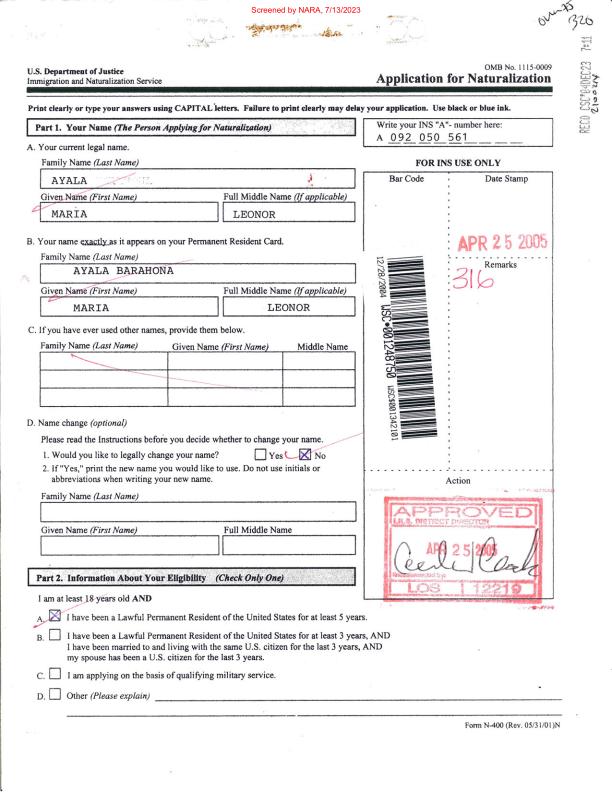 Screened by NARA, 7/13/2023
320
RECD CSC*04DEC23 7:11
U.S. Department of Justice
Immigration and Naturalization Service
OMB No. 1115-0009
Application for Naturalization
Print clearly or type your answers using CAPITAL letters. Failure to print clearly may delay your application. Use black or blue ink.
Part 1. Your Name (The Person Applying for Naturalization)
Write your INS "A"- number here:
A 092 050 561
A. Your current legal name.
Family Name (Last Name)
AYALA
Given Name (First Name) Full Middle Name (If applicable)
MARIA LEONOR
B. Your name exactly as it appears on your Permanent Resident Card.
Family Name (Last Name)
AYALA BARAHONA
Given Name (First Name) Full Middle Name (If applicable)
MARIA LEONOR
C. If you have ever used other names, provide them below.
Family Name (Last Name) Given Name (First Name) Middle Name
D. Name change (optional)
Please read the Instructions before you decide whether to change your name.
1. Would you like to legally change your name? Yes No
2. If "Yes," print the new name you would like to use. Do not use initials or
abbreviations when writing your new name.
Family Name (Last Name)
Given Name (First Name) Full Middle Name
FOR INS USE ONLY
Bar Code Date Stamp
APR 25 2005
Remarks
316
12/28/2004 WSC*001248750 WSC$001342101
Action
APPROVED
I.N.S. DISTRICT DIRECTOR
APR 25 2005
LOS 12219
Part 2. Information About Your Eligibility (Check Only One)
I am at least 18 years old AND
A. I have been a Lawful Permanent Resident of the United States for at least 5 years.
B. I have been a Lawful Permanent Resident of the United States for at least 3 years, AND
I have been married to and living with the same U.S. citizen for the last 3 years, AND
my spouse has been a U.S. citizen for the last 3 years.
C. I am applying on the basis of qualifying military service.
D. Other (Please explain)
Form N-400 (Rev. 05/31/01)N